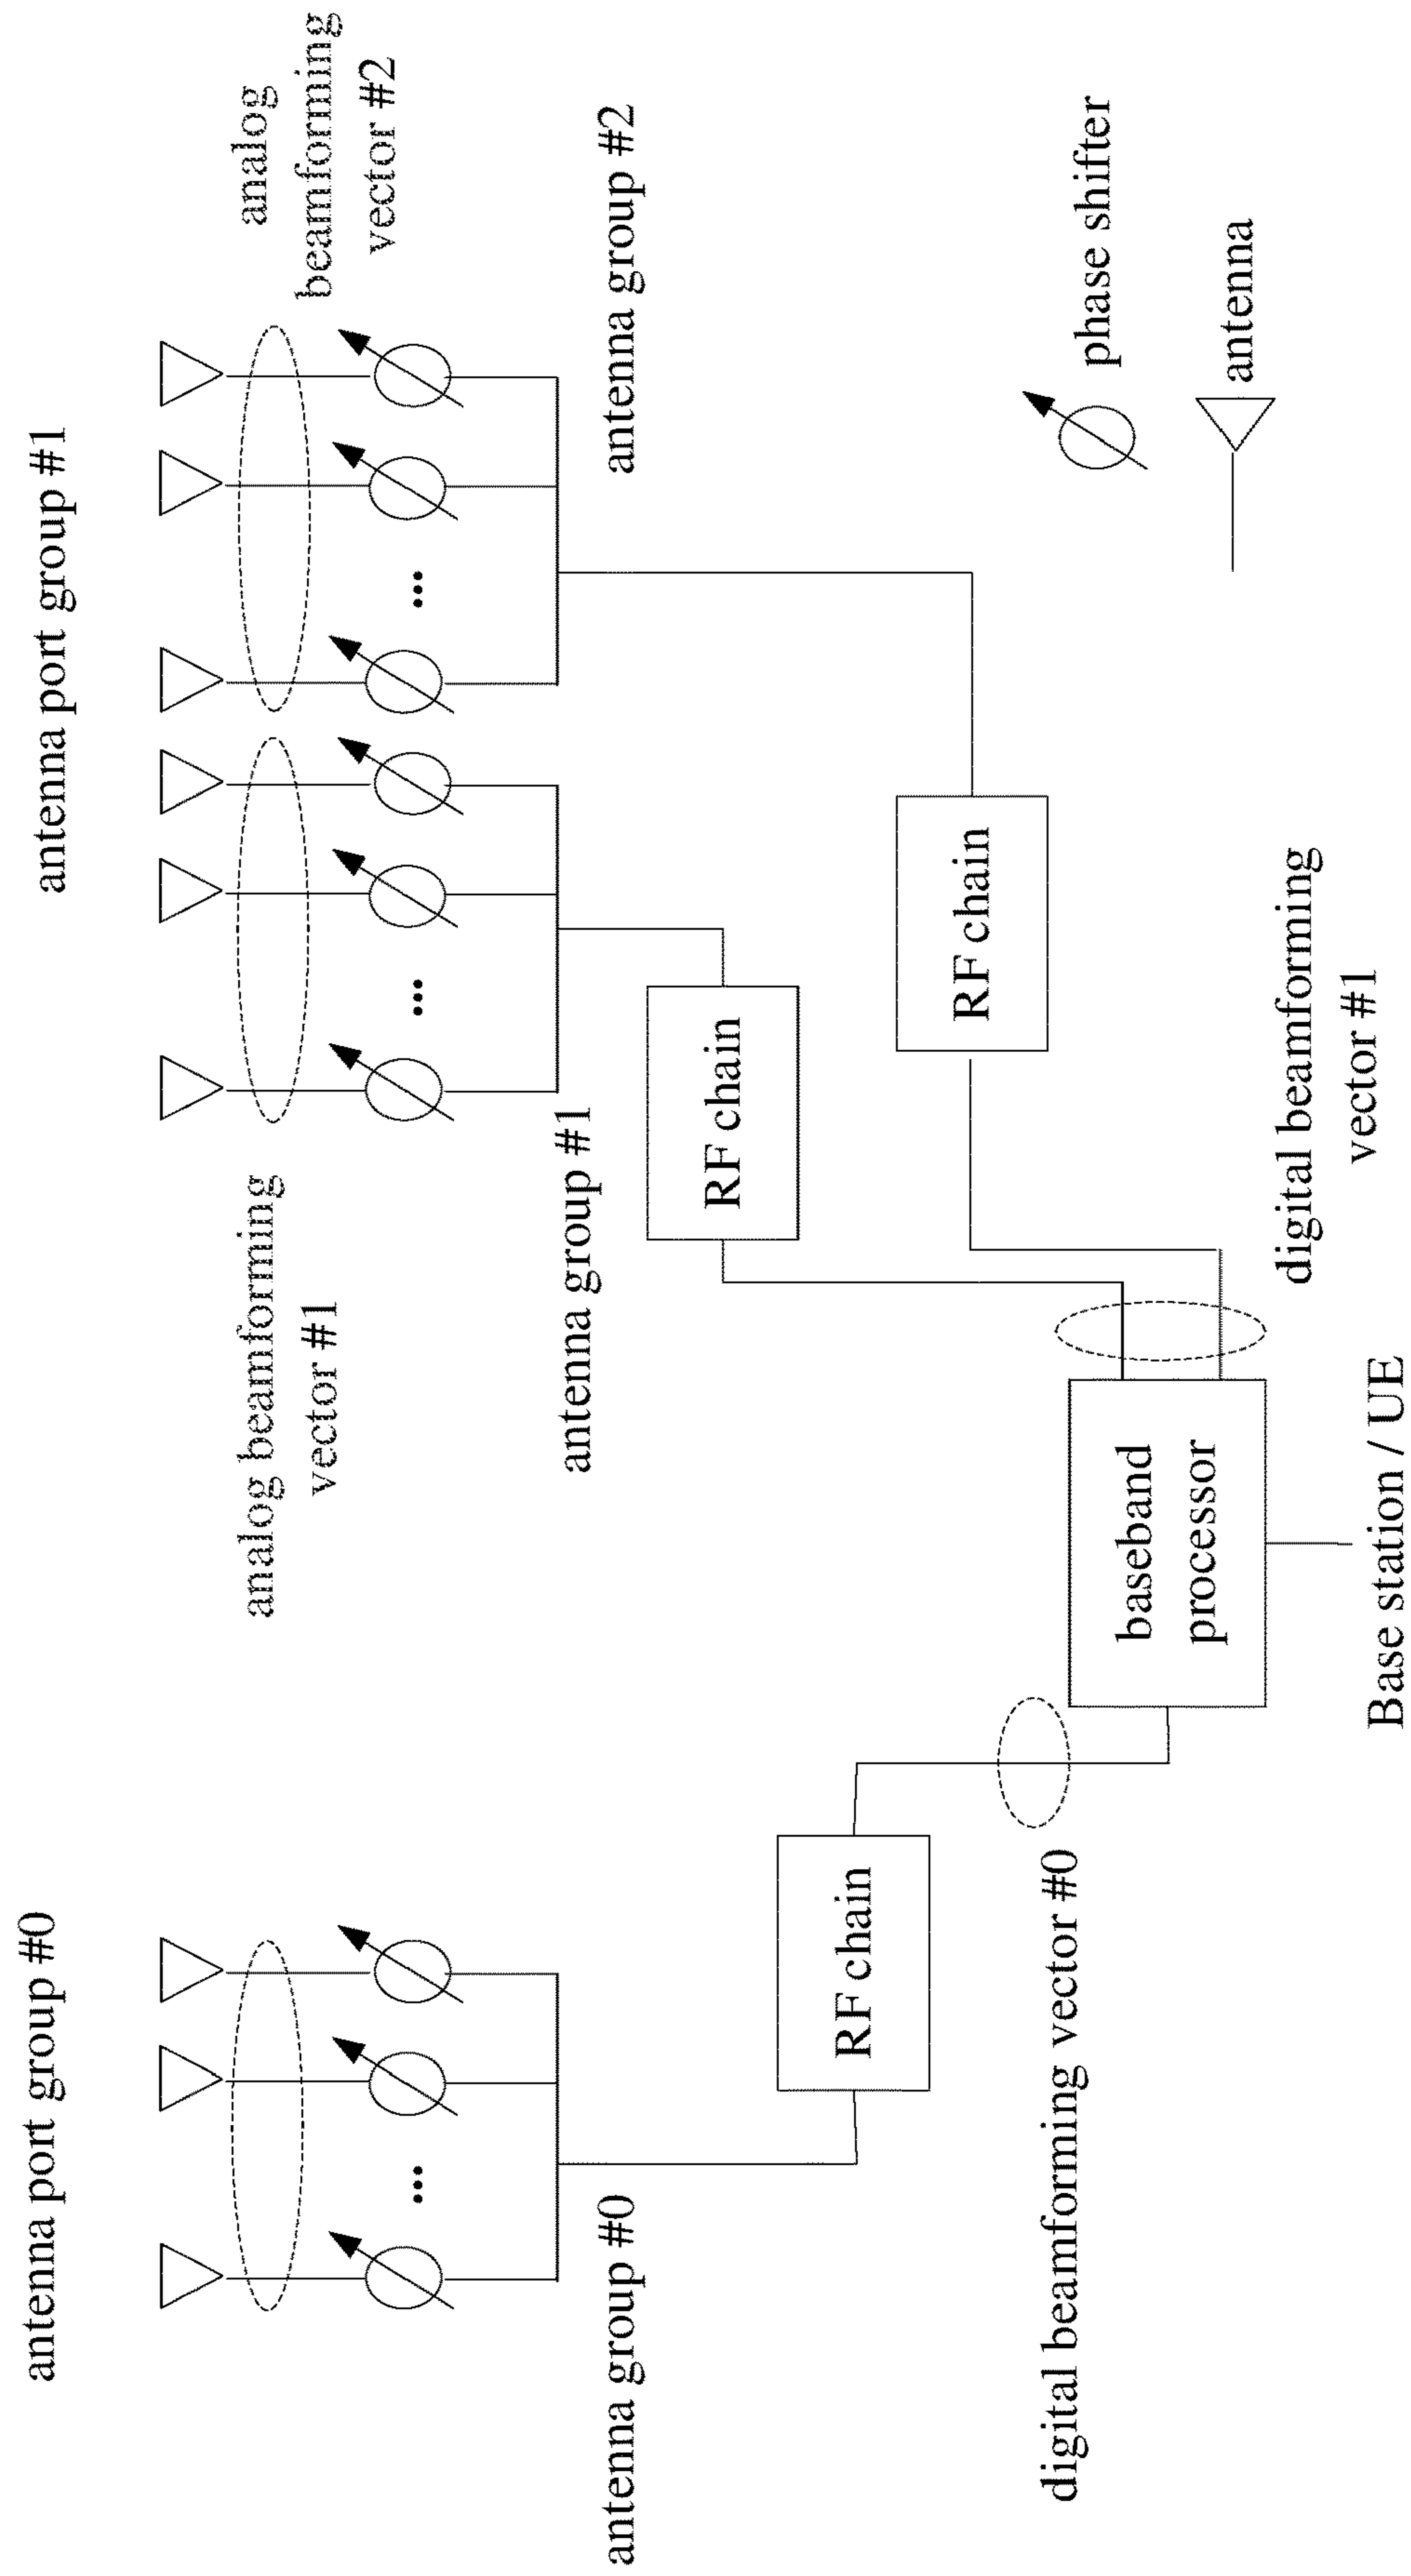 antenna port group #0
antenna port group #1
analog beamforming
vector #1
analog
beamforming
vector #2
...
...
...
antenna group #0
antenna group #1
antenna group #2
RF chain
RF chain
RF chain
phase shifter
antenna
digital beamforming vector #0
baseband
processor
digital beamforming
vector #1
Base station / UE